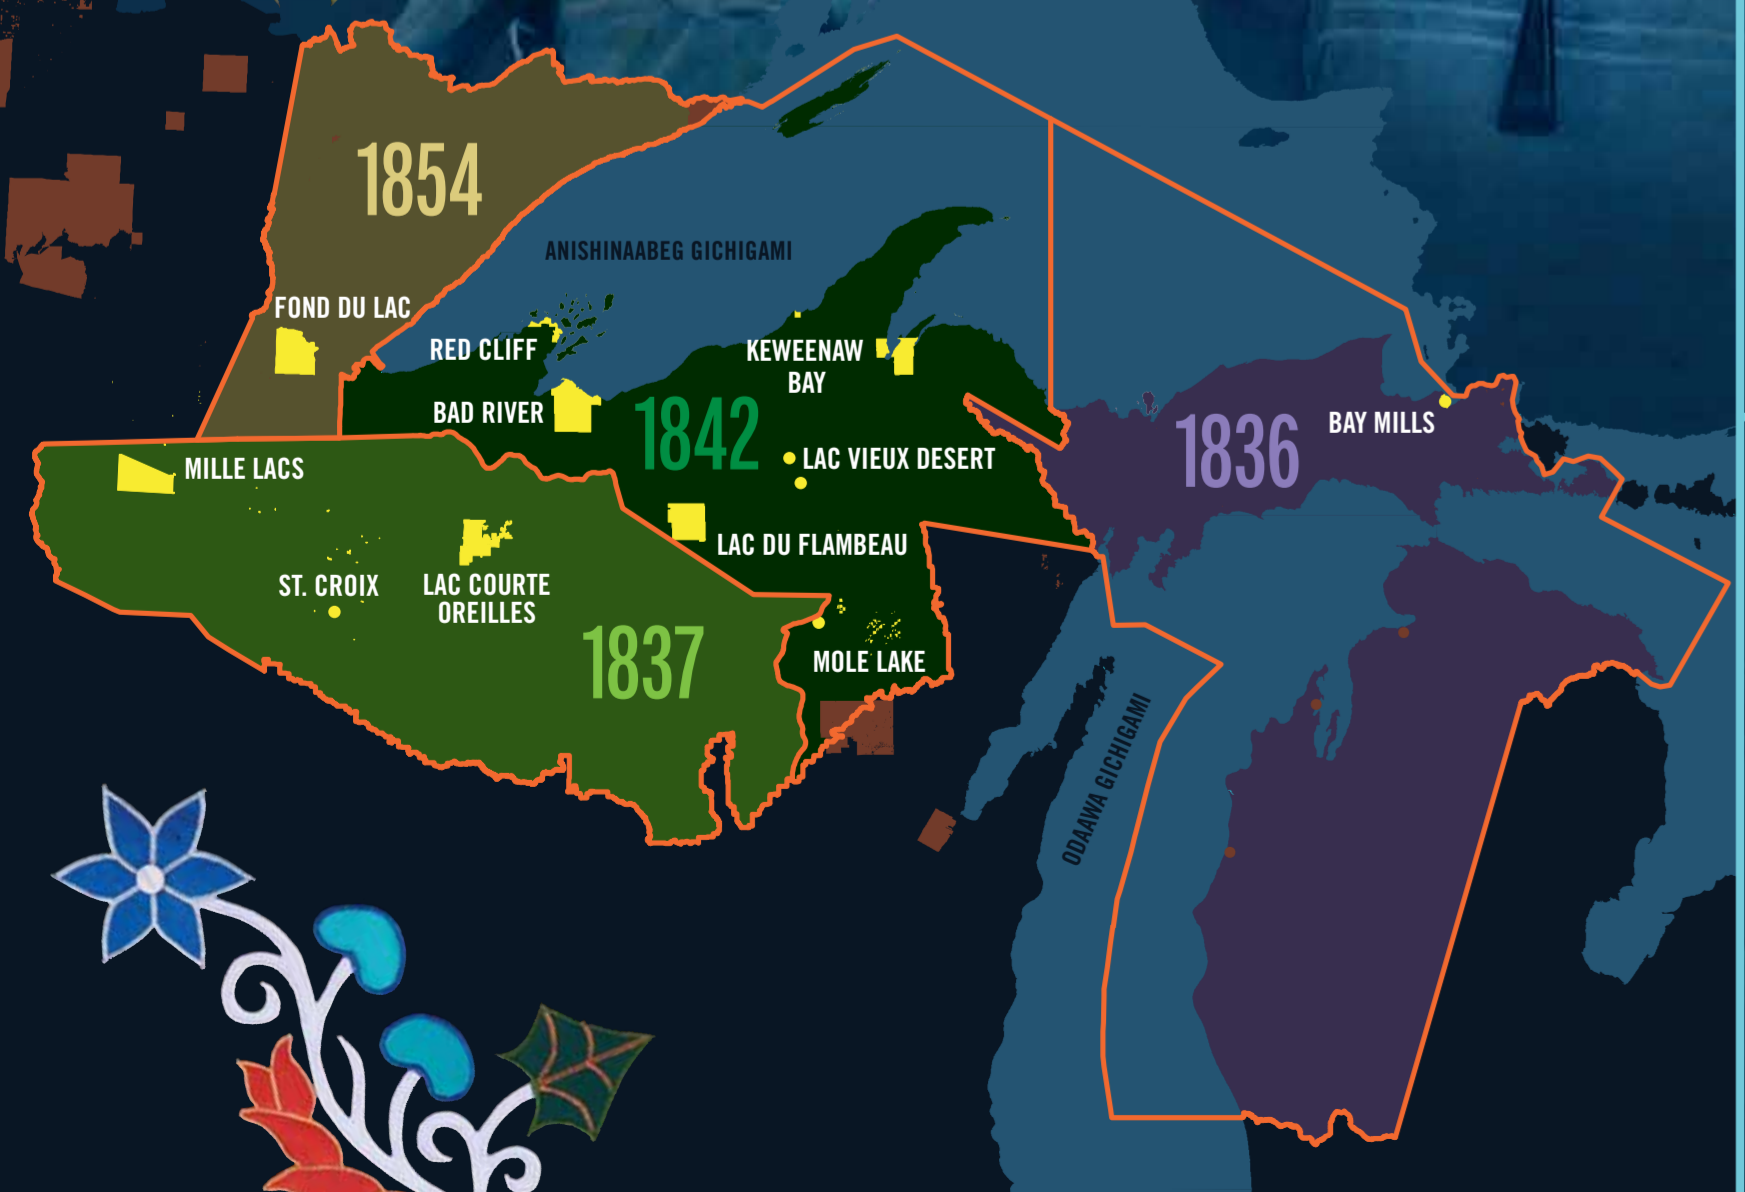 1854
ANISHINAABEG GICHIGAMI
FOND DU LAC
RED CLIFF
KEWEENAW
BAY
BAD RIVER
1842
1836
BAY MILLS
LAC VIEUX DESERT
MILLE LACS
LAC DU FLAMBEAU
ST. CROIX
LAC COURTE
OREILLES
1837
MOLE LAKE
ODAAWA GICHIGAMI